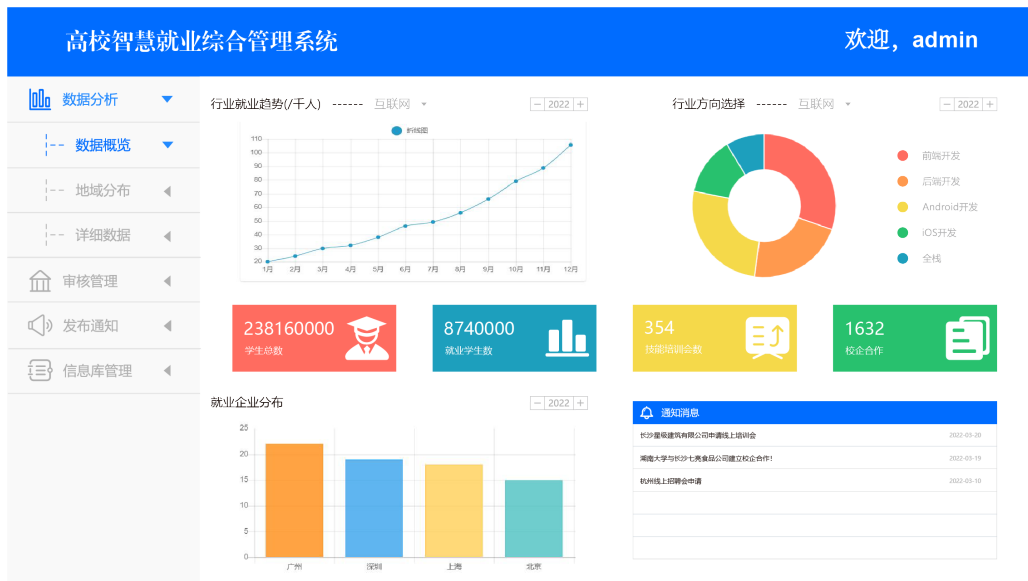 高校智慧就业综合管理系统
欢迎，admin
数据分析
数据概览
地域分布
详细数据
审核管理
发布通知
信息库管理
行业就业趋势(/千人) ------ 互联网
− 2022 +
折线图
110
100
90
80
70
60
50
40
30
20
1月 2月 3月 4月 5月 6月 7月 8月 9月 10月 11月 12月
行业方向选择 ------ 互联网
− 2022 +
前端开发
后端开发
Android开发
iOS开发
全栈
238160000
学生总数
8740000
就业学生数
354
技能培训会数
1632
校企合作
就业企业分布
− 2022 +
25
20
15
10
5
0
广州 深圳 上海 北京
通知消息
长沙星级建筑有限公司申请线上培训会 2022-03-20
湖南大学与长沙七亮食品公司建立校企合作！ 2022-03-19
杭州线上招聘会申请 2022-03-10